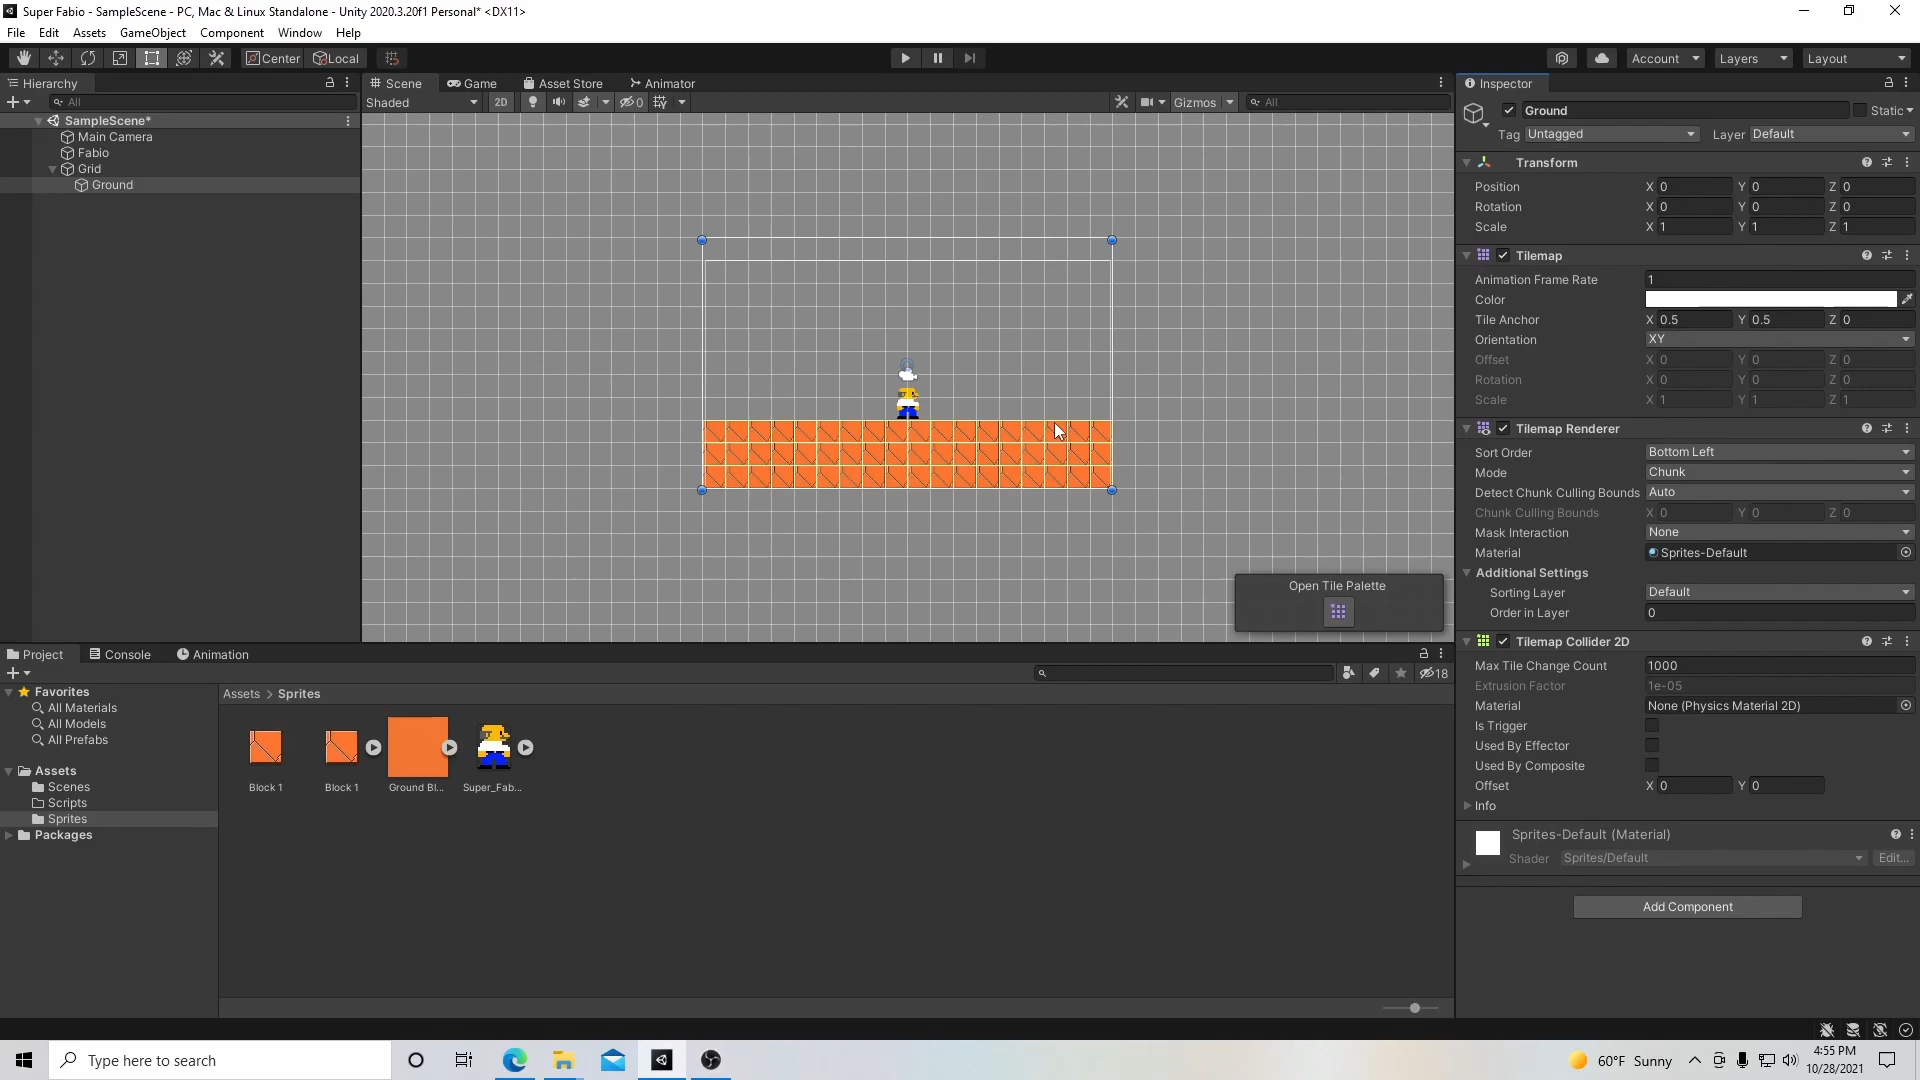 Super Fabio - SampleScene - PC, Mac & Linux Standalone - Unity 2020.3.20f1 Personal* <DX11>
File Edit Assets GameObject Component Window Help
Center Local Account Layers Layout
Hierarchy
All
SampleScene*
Main Camera
Fabio
Grid
Ground
Scene Game Asset Store Animator
Shaded 2D 0 Gizmos All
Open Tile Palette
Inspector
Ground Static
Tag Untagged Layer Default
Transform
Position X 0 Y 0 Z 0
Rotation X 0 Y 0 Z 0
Scale X 1 Y 1 Z 1
Tilemap
Animation Frame Rate 1
Color
Tile Anchor X 0.5 Y 0.5 Z 0
Orientation XY
Offset X 0 Y 0 Z 0
Rotation X 0 Y 0 Z 0
Scale X 1 Y 1 Z 1
Tilemap Renderer
Sort Order Bottom Left
Mode Chunk
Detect Chunk Culling Bounds Auto
Chunk Culling Bounds X 0 Y 0 Z 0
Mask Interaction None
Material Sprites-Default
Additional Settings
Sorting Layer Default
Order in Layer 0
Tilemap Collider 2D
Max Tile Change Count 1000
Extrusion Factor 1e-05
Material None (Physics Material 2D)
Is Trigger
Used By Effector
Used By Composite
Offset X 0 Y 0
Info
Sprites-Default (Material)
Shader Sprites/Default Edit...
Add Component
Project Console Animation
18
Favorites
All Materials
All Models
All Prefabs
Assets
Scenes
Scripts
Sprites
Packages
Assets > Sprites
Block 1 Block 1 Ground Bl... Super_Fab...
Type here to search
60°F Sunny
4:55 PM
10/28/2021